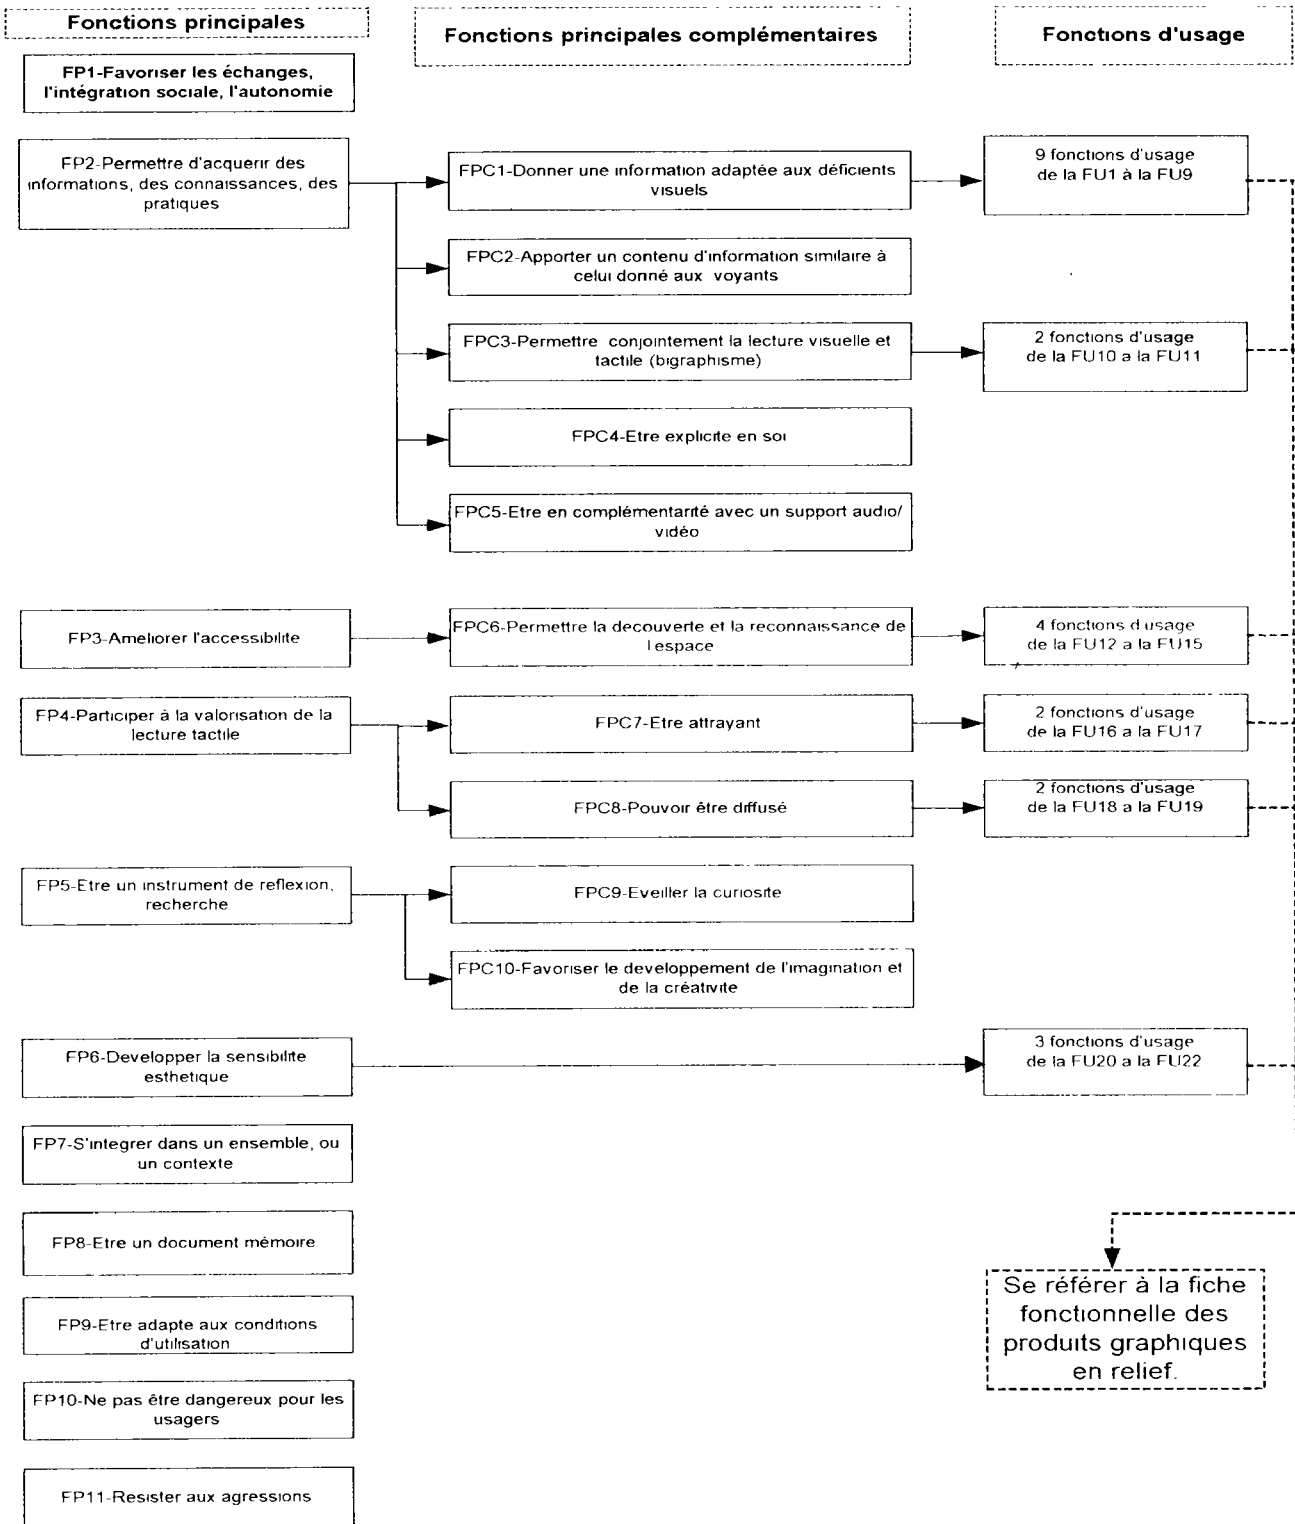 Fonctions principales
Fonctions principales complémentaires
Fonctions d'usage
FP1-Favoriser les échanges,
l'intégration sociale, l'autonomie
FP2-Permettre d'acquerir des
informations, des connaissances, des
pratiques
FPC1-Donner une information adaptée aux déficients
visuels
9 fonctions d'usage
de la FU1 à la FU9
FPC2-Apporter un contenu d'information similaire à
celui donné aux voyants
FPC3-Permettre conjointement la lecture visuelle et
tactile (bigraphisme)
2 fonctions d'usage
de la FU10 a la FU11
FPC4-Etre explicite en soi
FPC5-Etre en complémentarité avec un support audio/
vidéo
FP3-Ameliorer l'accessibilite
FPC6-Permettre la decouverte et la reconnaissance de
l espace
4 fonctions d usage
de la FU12 a la FU15
FP4-Participer à la valorisation de la
lecture tactile
FPC7-Etre attrayant
2 fonctions d'usage
de la FU16 a la FU17
FPC8-Pouvoir être diffusé
2 fonctions d'usage
de la FU18 a la FU19
FP5-Etre un instrument de reflexion,
recherche
FPC9-Eveiller la curiosite
FPC10-Favoriser le developpement de l'imagination et
de la créativite
FP6-Developper la sensibilite
esthetique
3 fonctions d'usage
de la FU20 a la FU22
FP7-S'integrer dans un ensemble, ou
un contexte
FP8-Etre un document mémoire
Se référer à la fiche
fonctionnelle des
produits graphiques
en relief.
FP9-Etre adapte aux conditions
d'utilisation
FP10-Ne pas être dangereux pour les
usagers
FP11-Resister aux agressions